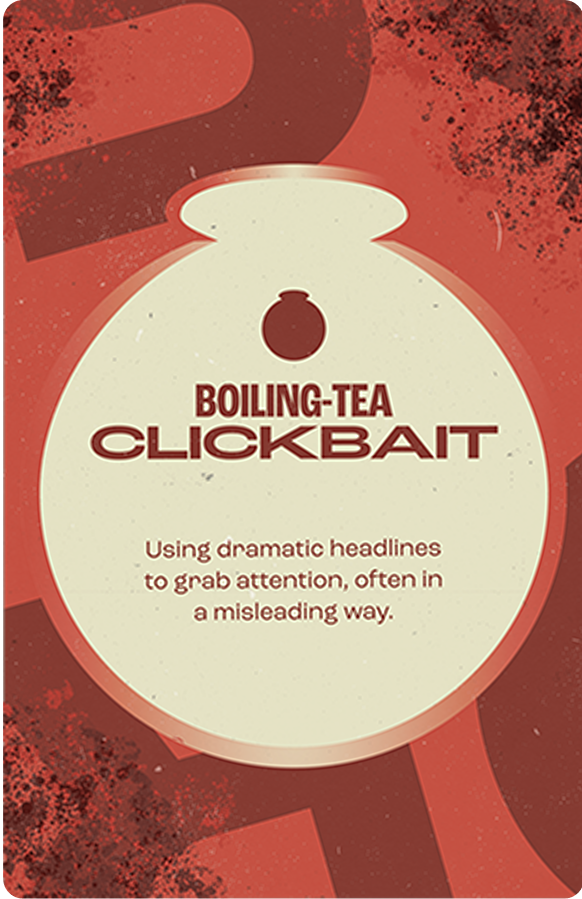 BOILING-TEA
CLICKBAIT
Using dramatic headlines
to grab attention, often in
a misleading way.